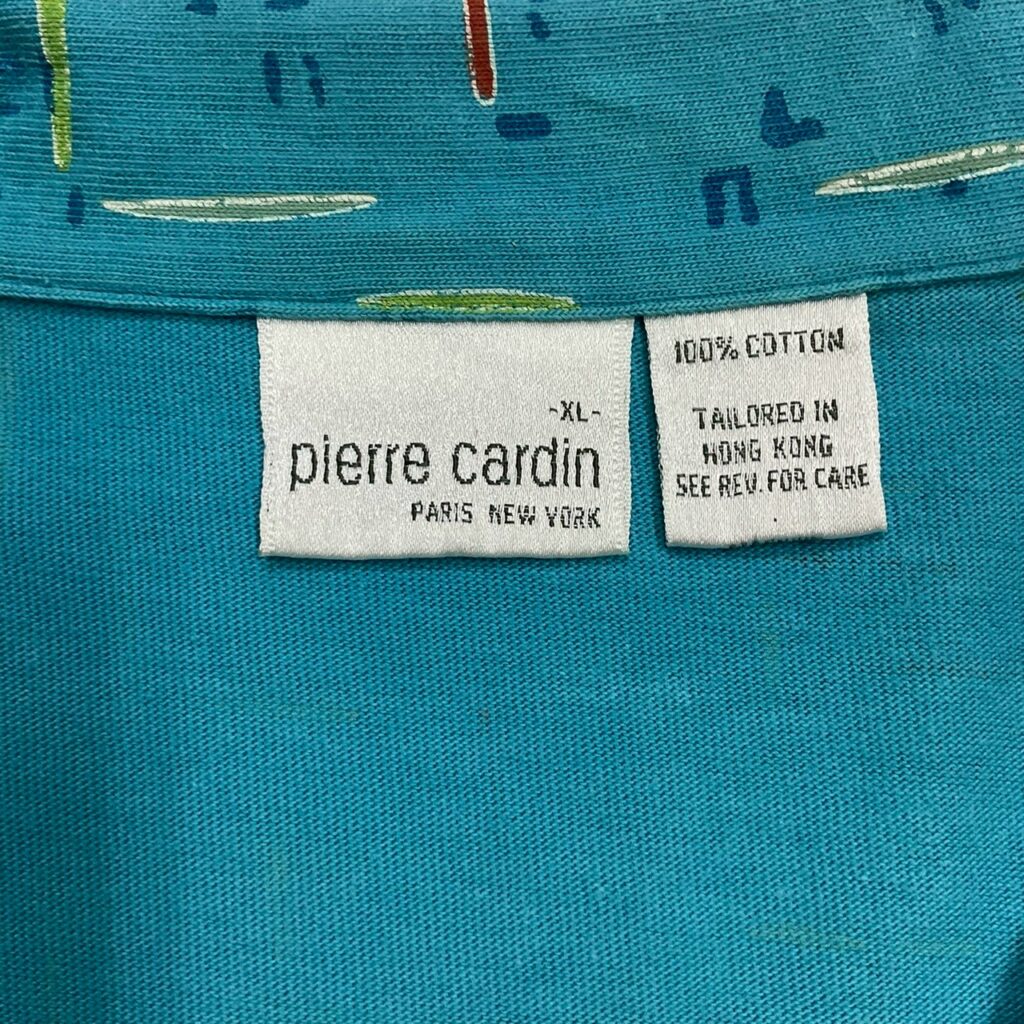 -XL-
pierre cardin
PARIS NEW YORK
100% COTTON
TAILORED IN
HONG KONG
SEE REV. FOR CARE